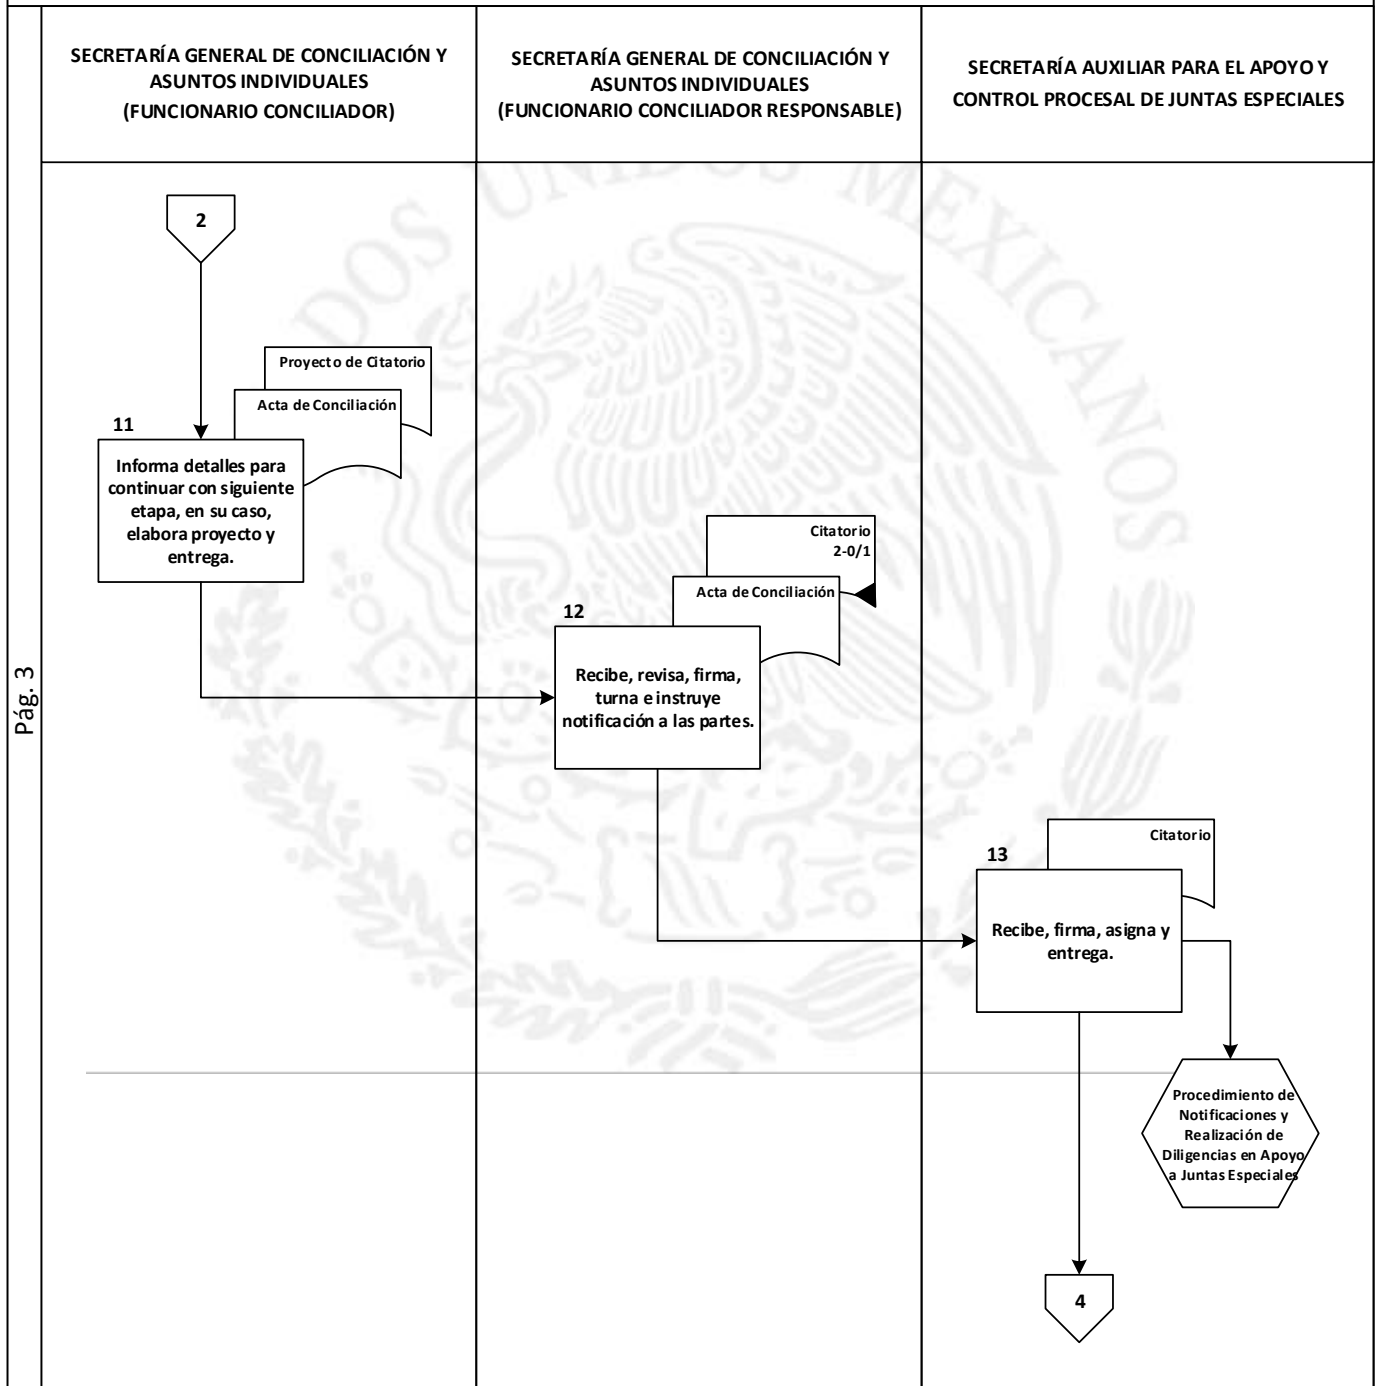 SECRETARÍA GENERAL DE CONCILIACIÓN Y
ASUNTOS INDIVIDUALES
(FUNCIONARIO CONCILIADOR)
SECRETARÍA GENERAL DE CONCILIACIÓN Y
ASUNTOS INDIVIDUALES
(FUNCIONARIO CONCILIADOR RESPONSABLE)
SECRETARÍA AUXILIAR PARA EL APOYO Y
CONTROL PROCESAL DE JUNTAS ESPECIALES
Pág. 3
DOS UNIDOS MEXICANOS
2
Proyecto de Citatorio
Acta de Conciliación
11
Informa detalles para
continuar con siguiente
etapa, en su caso,
elabora proyecto y
entrega.
Citatorio
2-0/1
Acta de Conciliación
12
Recibe, revisa, firma,
turna e instruye
notificación a las partes.
Citatorio
13
Recibe, firma, asigna y
entrega.
Procedimiento de
Notificaciones y
Realización de
Diligencias en Apoyo
a Juntas Especiales
4